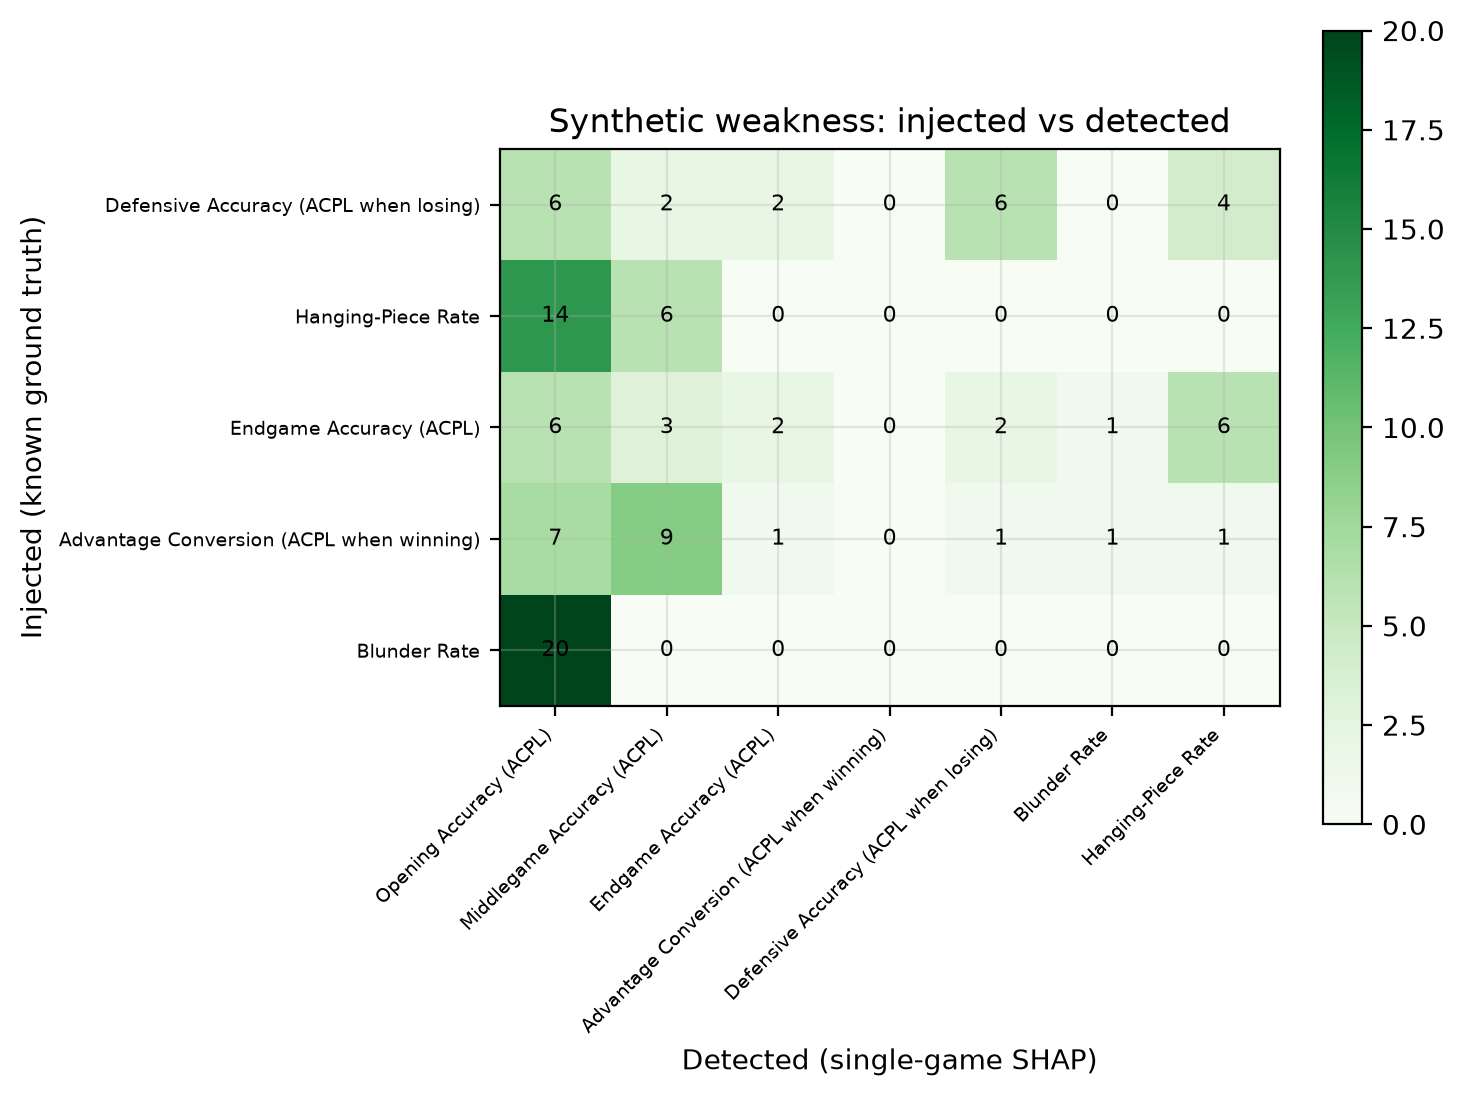 Synthetic weakness: injected vs detected
Injected (known ground truth)
Defensive Accuracy (ACPL when losing) 6 2 2 0 6 0 4
Hanging-Piece Rate 14 6 0 0 0 0 0
Endgame Accuracy (ACPL) 6 3 2 0 2 1 6
Advantage Conversion (ACPL when winning) 7 9 1 0 1 1 1
Blunder Rate 20 0 0 0 0 0 0
Opening Accuracy (ACPL)
Middlegame Accuracy (ACPL)
Endgame Accuracy (ACPL)
Advantage Conversion (ACPL when winning)
Defensive Accuracy (ACPL when losing)
Blunder Rate
Hanging-Piece Rate
Detected (single-game SHAP)
20.0
17.5
15.0
12.5
10.0
7.5
5.0
2.5
0.0